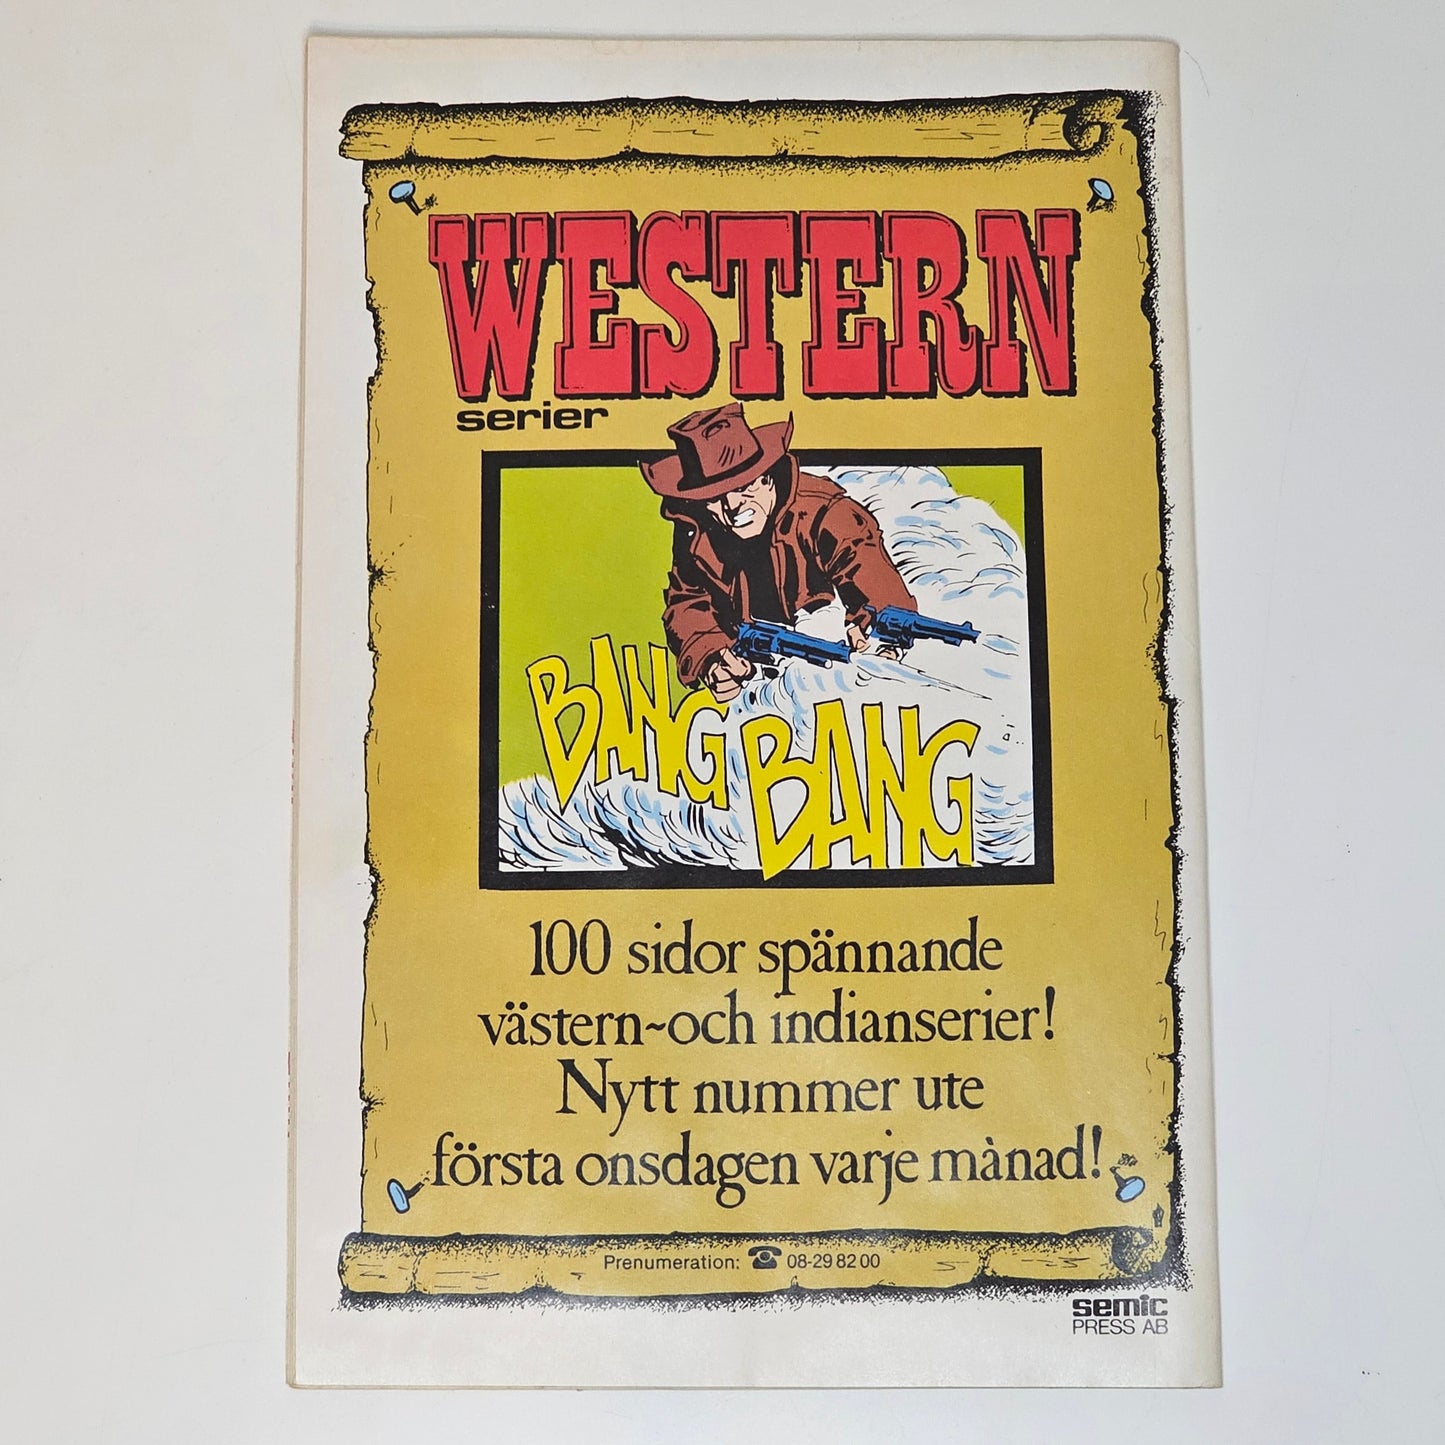 WESTERN
serier
BANG
BANG
100 sidor spännande
västern~och indianserier!
Nytt nummer ute
första onsdagen varje månad!
Prenumeration: ☎ 08-29 82 00
semic
PRESS AB